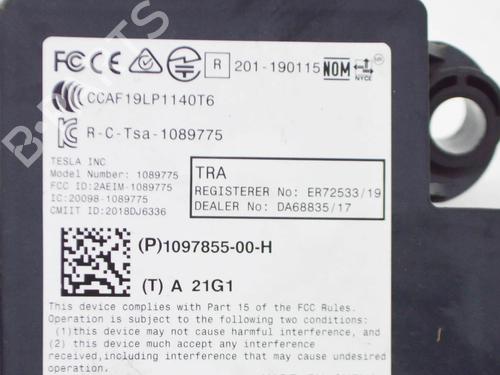 FCC CE R 201-190115 NOM NYCE
CCAF19LP1140T6
R-C-Tsa-1089775
TESLA INC
Model Number: 1089775
FCC ID:2AEIM-1089775
IC:20098-1089775
CMIIT ID:2018DJ6336
TRA
REGISTERER No: ER72533/19
DEALER No: DA68835/17
(P)1097855-00-H
(T) A 21G1
This device complies with Part 15 of the FCC Rules.
Operation is subject to the following two conditions:
(1)this device may not cause harmful interference, and
(2) this device much accept any interference
received,including interference that may cause undesired
operation.